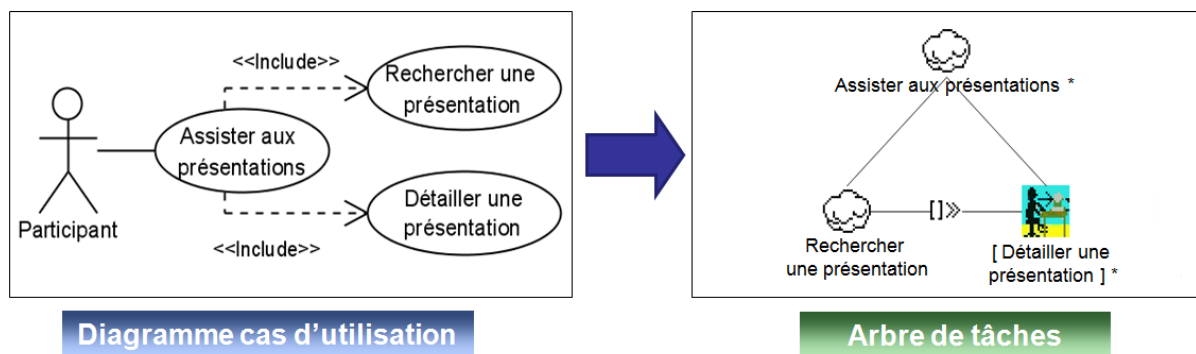 <<Include>>
Rechercher une
présentation
Assister aux
présentations
Détailler une
présentation
Participant
<<Include>>
Diagramme cas d'utilisation
Assister aux présentations *
[]>>
Rechercher
une présentation
[ Détailler une
présentation ] *
Arbre de tâches